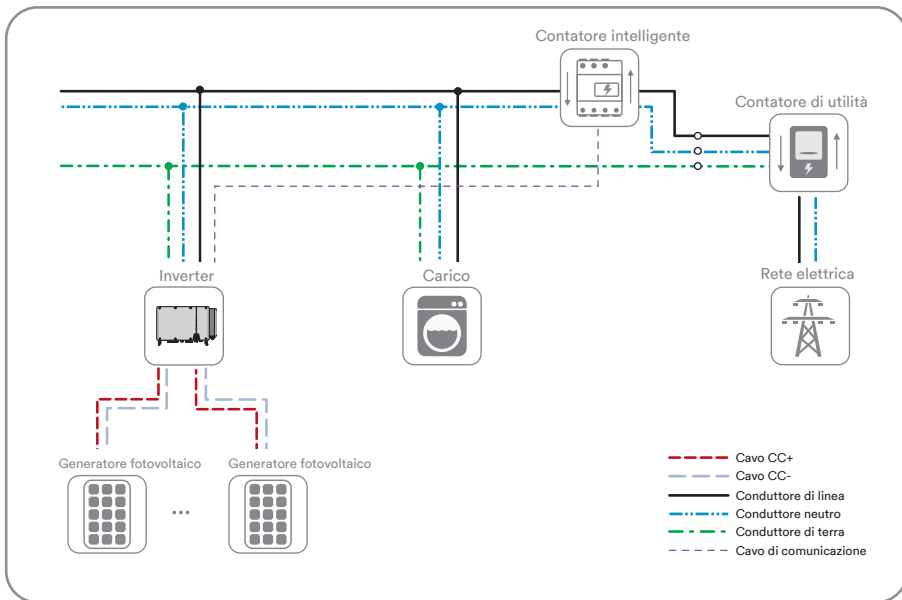 Contatore intelligente
Contatore di utilità
Inverter
Carico
Rete elettrica
Generatore fotovoltaico
Generatore fotovoltaico
...
Cavo CC+
Cavo CC-
Conduttore di linea
Conduttore neutro
Conduttore di terra
Cavo di comunicazione